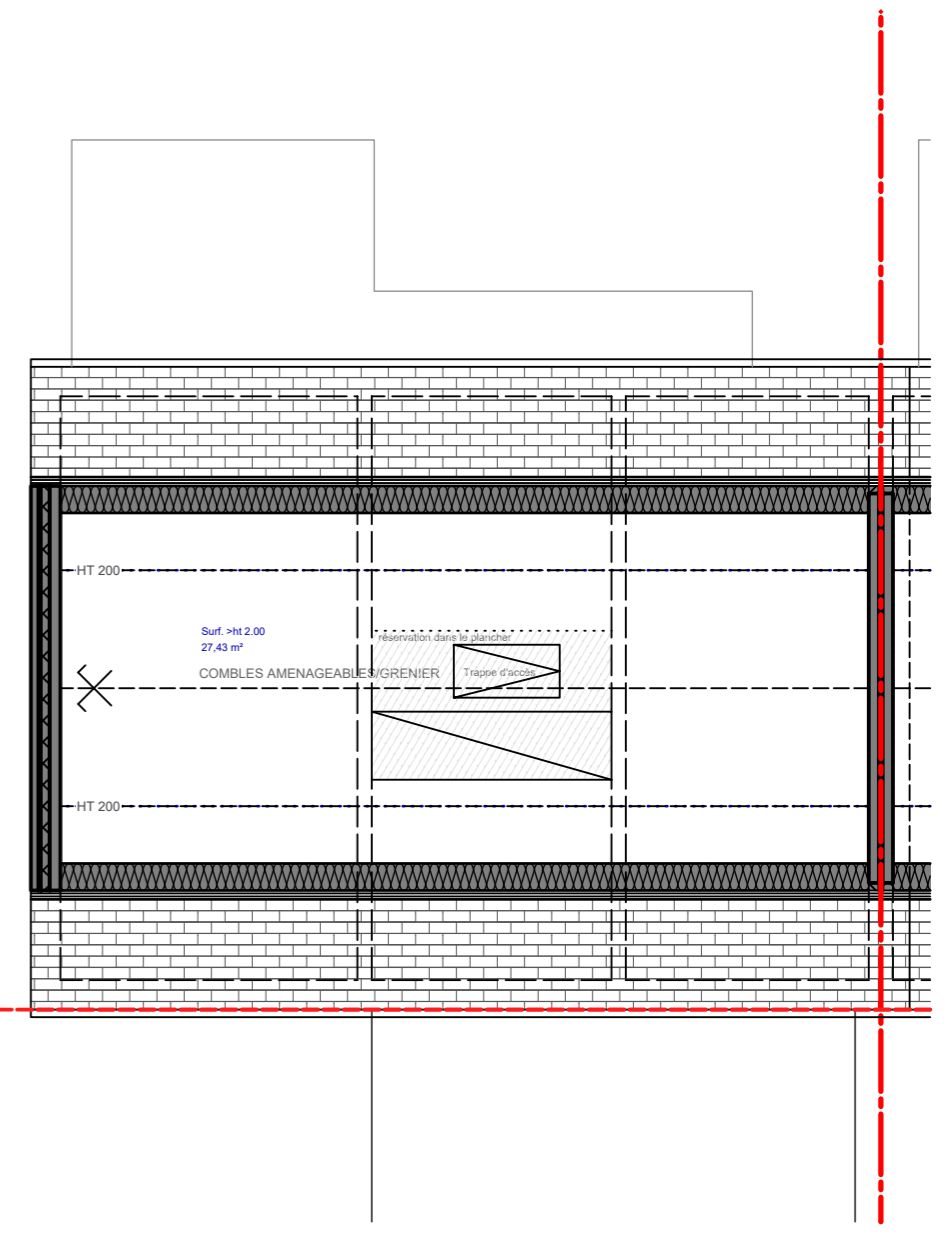 HT 200
Surf. >ht 2.00
27,43 m²
réservation dans le plancher
COMBLES AMENAGEABLES/GRENIER
Trappe d'accès
HT 200